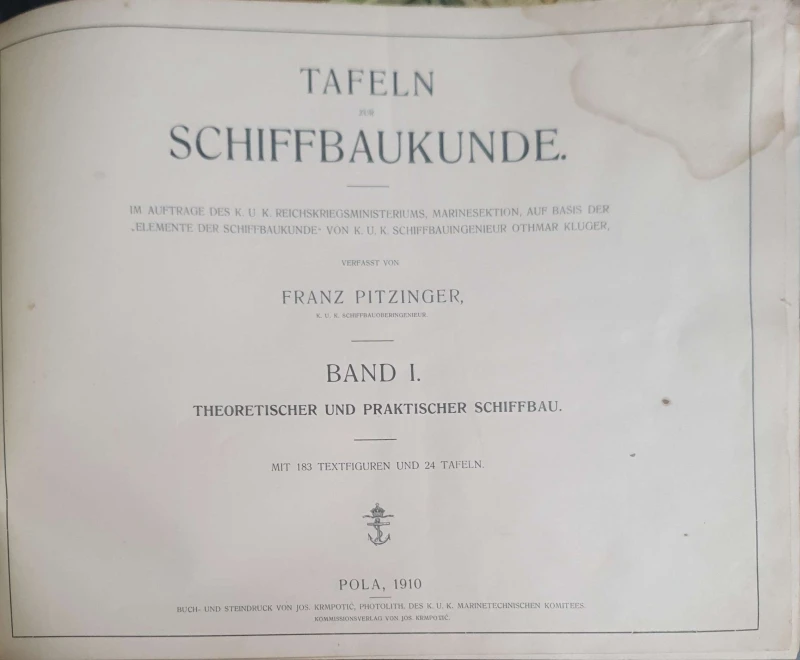 TAFELN
ZUR
SCHIFFBAUKUNDE.
IM AUFTRAGE DES K. U. K. REICHSKRIEGSMINISTERIUMS, MARINESEKTION, AUF BASIS DER
„ELEMENTE DER SCHIFFBAUKUNDE“ VON K. U. K. SCHIFFBAUINGENIEUR OTHMAR KLUGER,
VERFASST VON
FRANZ PITZINGER,
K. U. K. SCHIFFBAUOBERINGENIEUR.
BAND I.
THEORETISCHER UND PRAKTISCHER SCHIFFBAU.
MIT 183 TEXTFIGUREN UND 24 TAFELN.
POLA, 1910
BUCH- UND STEINDRUCK VON JOS. KRMPOTIĆ, PHOTOLITH. DES K. U. K. MARINETECHNISCHEN KOMITEES.
KOMMISSIONSVERLAG VON JOS. KRMPOTIĆ.